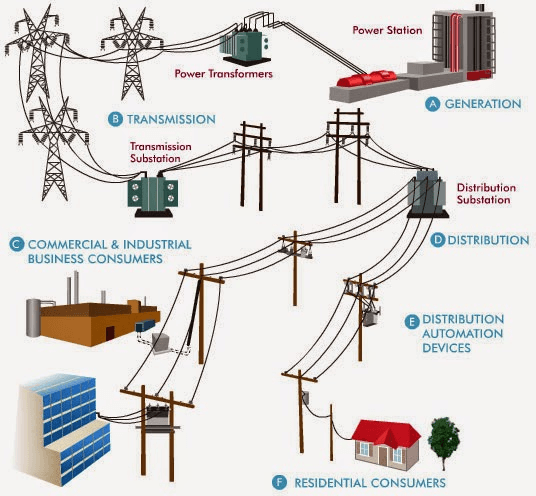 Power Station
Power Transformers
A GENERATION
B TRANSMISSION
Transmission
Substation
Distribution
Substation
C COMMERCIAL & INDUSTRIAL
BUSINESS CONSUMERS
D DISTRIBUTION
E DISTRIBUTION
AUTOMATION
DEVICES
F RESIDENTIAL CONSUMERS